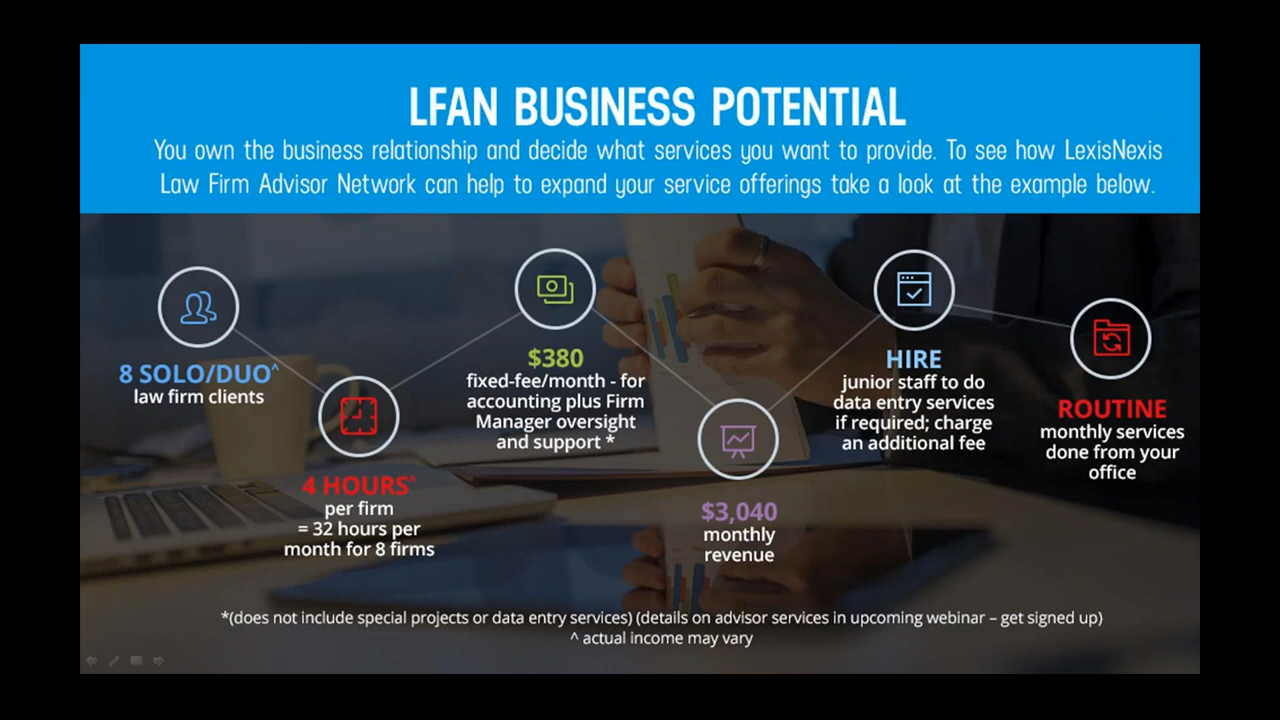 LFAN BUSINESS POTENTIAL
You own the business relationship and decide what services you want to provide. To see how LexisNexis
Law Firm Advisor Network can help to expand your service offerings take a look at the example below.
8 SOLO/DUO^
law firm clients
4 HOURS^
per firm
= 32 hours per
month for 8 firms
$380
fixed-fee/month - for
accounting plus Firm
Manager oversight
and support *
$3,040
monthly
revenue
HIRE
junior staff to do
data entry services
if required; charge
an additional fee
ROUTINE
monthly services
done from your
office
*(does not include special projects or data entry services) (details on advisor services in upcoming webinar – get signed up)
^ actual income may vary